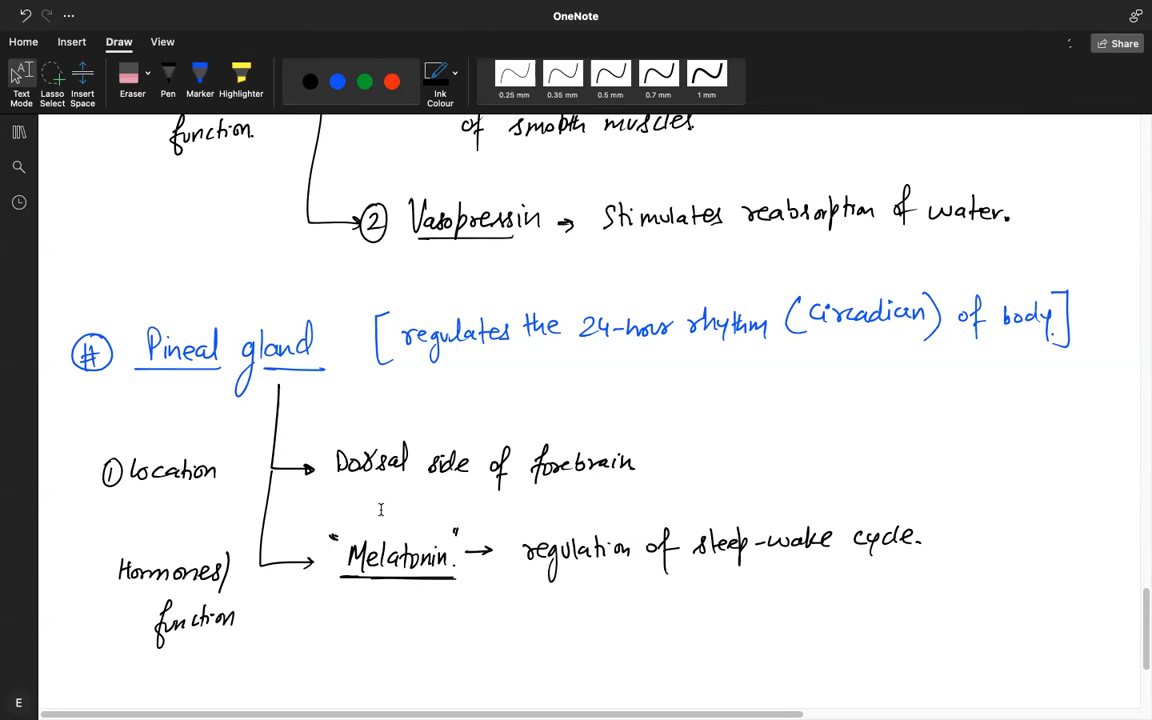 OneNote
Home Insert Draw View
Share
Text Mode
Lasso Select
Insert Space
Eraser
Pen
Marker
Highlighter
Ink Colour
0.25 mm 0.35 mm 0.5 mm 0.7 mm 1 mm
function. of smooth muscles.
② Vasopressin → Stimulates reabsorption of water.
# Pineal gland [regulates the 24-hour rhythm (circadian) of body.]
① location → Dorsal side of forebrain
Hormones/ "Melatonin." → regulation of sleep-wake cycle.
function
E